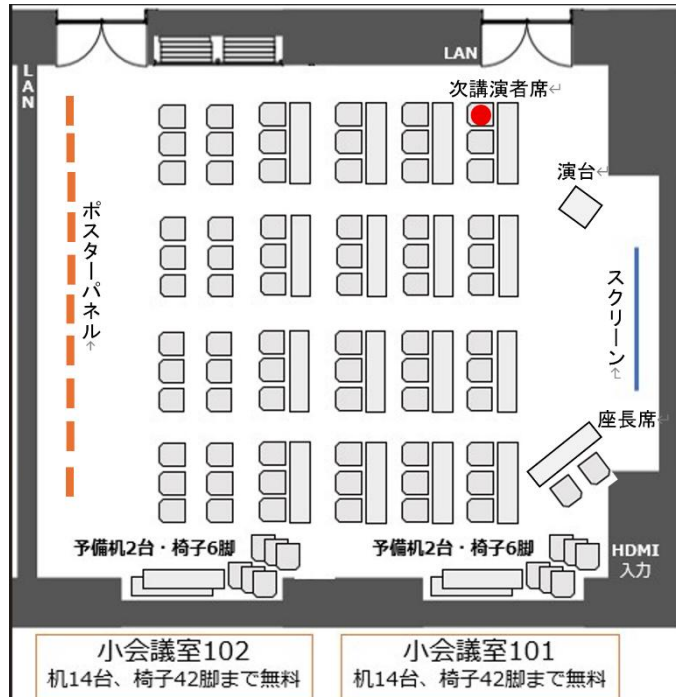 LAN
LAN
次講演者席↵
演台↵
ポスターパネル↵
スクリーン↵
座長席↵
予備机2台・椅子6脚
予備机2台・椅子6脚
HDMI
入力
小会議室102
机14台、椅子42脚まで無料
小会議室101
机14台、椅子42脚まで無料